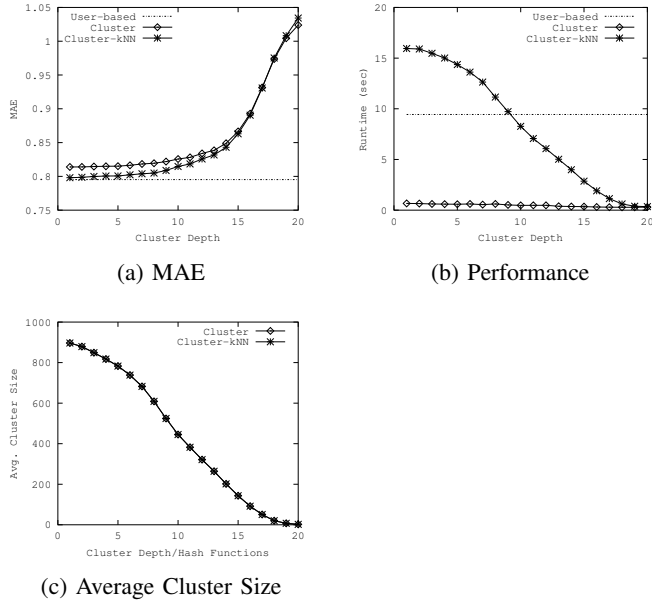 User-based
Cluster
Cluster-kNN
MAE
1.05
1
0.95
0.9
0.85
0.8
0.75
0 5 10 15 20
Cluster Depth
(a) MAE
User-based
Cluster
Cluster-kNN
Runtime (sec)
20
15
10
5
0
0 5 10 15 20
Cluster Depth
(b) Performance
Cluster
Cluster-kNN
Avg. Cluster Size
1000
800
600
400
200
0
0 5 10 15 20
Cluster Depth/Hash Functions
(c) Average Cluster Size